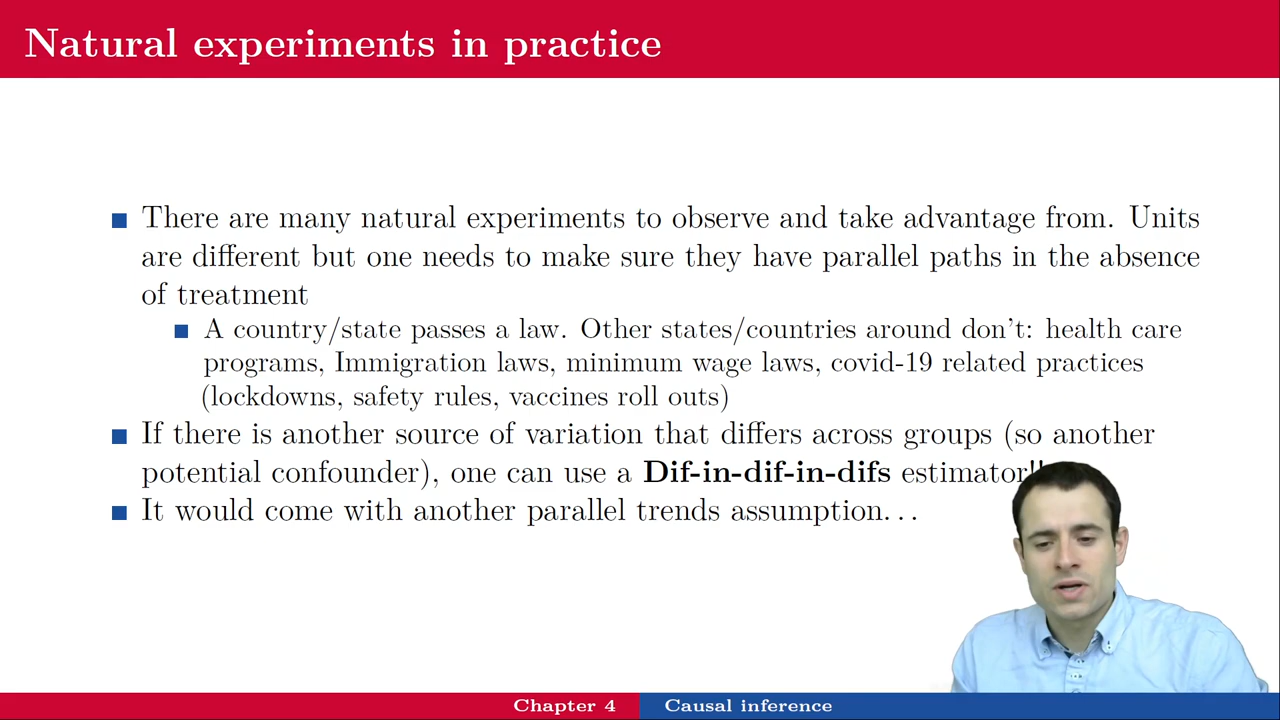 Natural experiments in practice
There are many natural experiments to observe and take advantage from. Units
are different but one needs to make sure they have parallel paths in the absence
of treatment
A country/state passes a law. Other states/countries around don't: health care
programs, Immigration laws, minimum wage laws, covid-19 related practices
(lockdowns, safety rules, vaccines roll outs)
If there is another source of variation that differs across groups (so another
potential confounder), one can use a Dif-in-dif-in-difs estimator!!
It would come with another parallel trends assumption...
Chapter 4 Causal inference